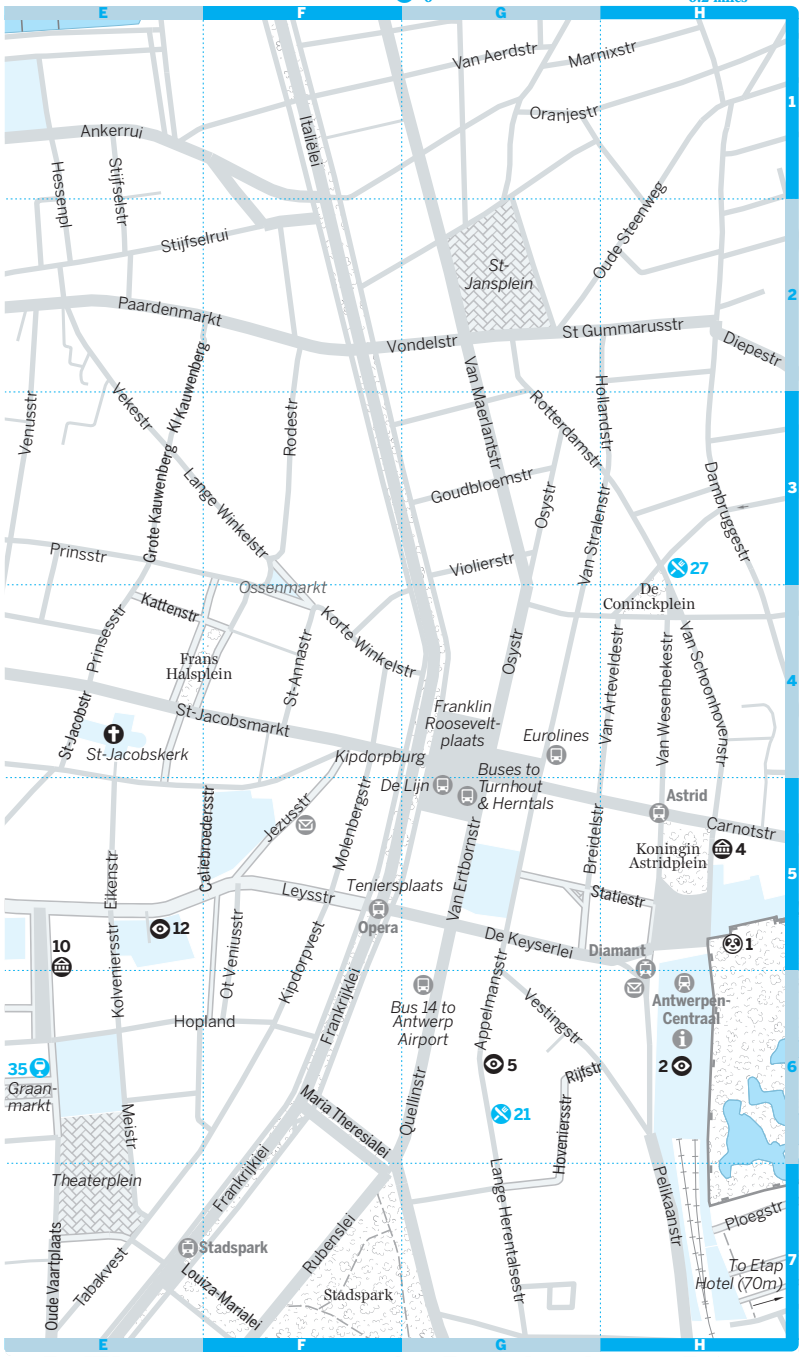 E
F
G
H
1
Van Aerdstr
Marnixstr
Oranjestr
Ankerrui
Italiëlei
Hessenpl
Stijfselstr
Stijfselrui
Oude Steenweg
St-
Jansplein
2
Paardenmarkt
Vondelstr
St Gummarusstr
Diepestr
Venusstr
Vekestr
Kl Kauwenberg
Rodestr
Van Maerlantstr
Rotterdamstr
Hollandstr
3
Grote Kauwenberg
Lange Winkelstr
Goudbloemstr
Osystr
Van Stralenstr
Dambruggestr
Prinsstr
Violierstr
27
Ossenmarkt
De
Coninckplein
Kattenstr
Prinsesstr
Korte Winkelstr
Frans
Halsplein
St-Annastr
Osystr
Van Arteveldestr
Van Wesenbekestr
Van Schoonhovenstr
4
St-Jacobstr
St-Jacobsmarkt
Franklin
Roosevelt-
plaats
Eurolines
St-Jacobskerk
Kipdorpburg
De Lijn
Buses to
Turnhout
& Herntals
Astrid
Carnotstr
Jezusstr
Molenbergstr
Cellebroedersstr
Eikenstr
Koningin
Astridplein
4
Breidelstr
5
Leysstr
Teniersplaats
Van Ertbornstr
Statiestr
Opera
12
10
De Keyserlei
Diamant
1
Kolveniersstr
Ot Veniusstr
Kipdorpvest
Frankrijklei
Appelmansstr
Vestingstr
Antwerpen-
Centraal
Bus 14 to
Antwerp
Airport
Hopland
35
Graan-
markt
5
Rijfstr
2
6
21
Meistr
Maria Theresialei
Quellinstr
Hoveniersstr
Theaterplein
Frankrijklei
Lange Herentalsestr
Pelikaanstr
Ploegstr
Stadspark
Rubenslei
Oude Vaartplaats
Tabakvest
Louiza-Marialei
Stadspark
To Etap
Hotel (70m)
7
E
F
G
H